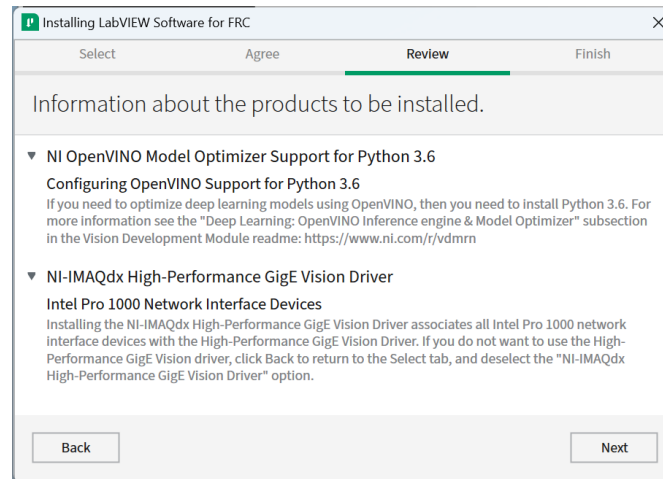 Installing LabVIEW Software for FRC
Select Agree Review Finish
Information about the products to be installed.
NI OpenVINO Model Optimizer Support for Python 3.6
Configuring OpenVINO Support for Python 3.6
If you need to optimize deep learning models using OpenVINO, then you need to install Python 3.6. For
more information see the "Deep Learning: OpenVINO Inference engine & Model Optimizer" subsection
in the Vision Development Module readme: https://www.ni.com/r/vdmrn
NI-IMAQdx High-Performance GigE Vision Driver
Intel Pro 1000 Network Interface Devices
Installing the NI-IMAQdx High-Performance GigE Vision Driver associates all Intel Pro 1000 network
interface devices with the High-Performance GigE Vision Driver. If you do not want to use the High-
Performance GigE Vision driver, click Back to return to the Select tab, and deselect the "NI-IMAQdx
High-Performance GigE Vision Driver" option.
Back Next